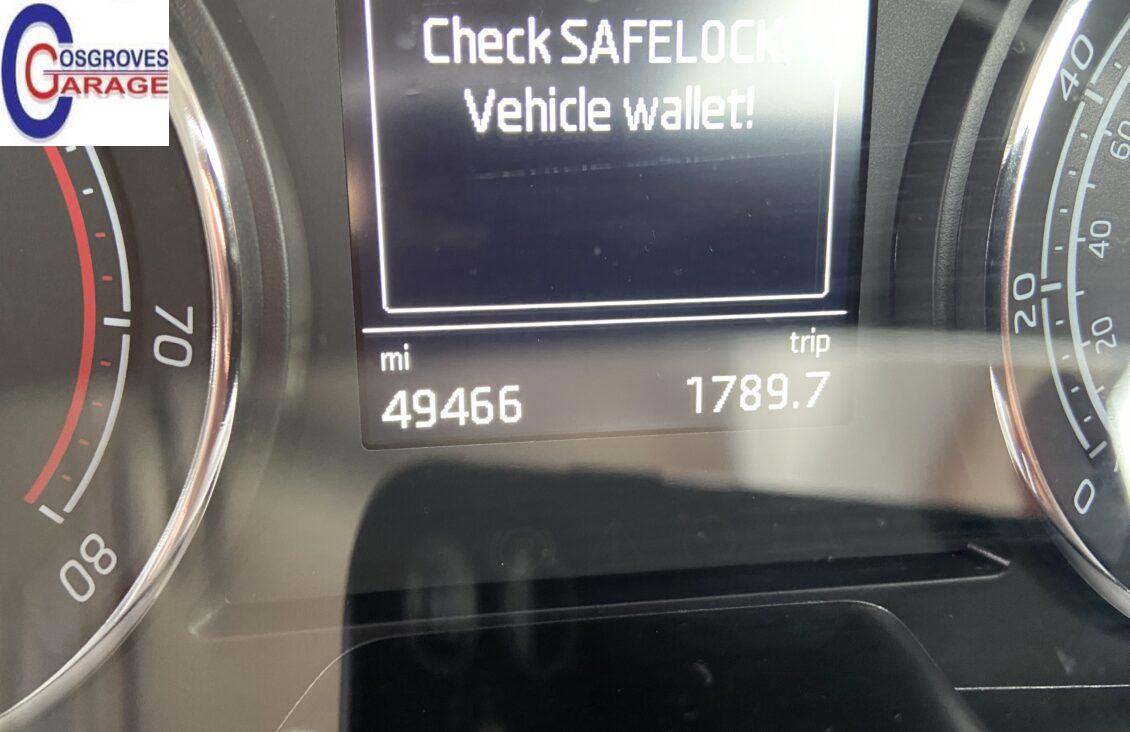 COSGROVES
GARAGE
Check SAFELOCK!
Vehicle wallet!
mi
trip
49466
1789.7
70
80
40
20
0
60
40
20